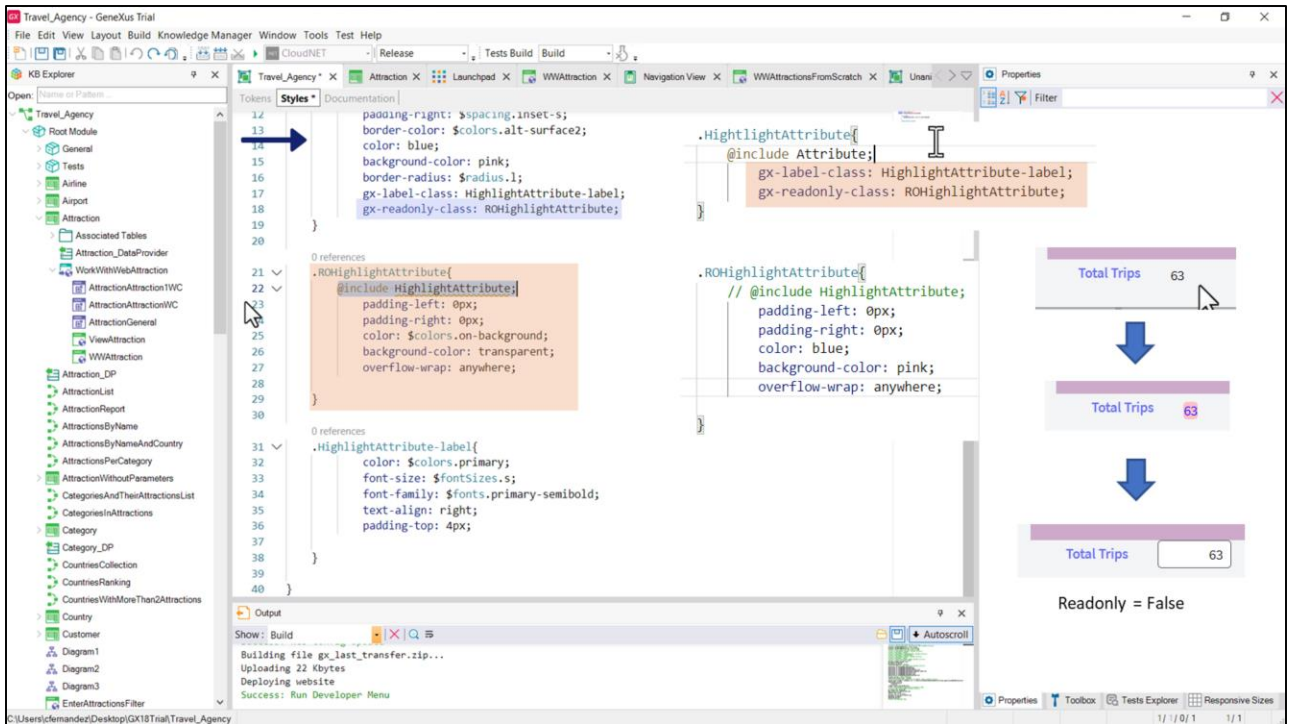 GX Travel_Agency - GeneXus Trial
File Edit View Layout Build Knowledge Manager Window Tools Test Help
CloudNET Release Tests Build Build
KB Explorer
Open: Name or Pattern ...
Travel_Agency
Root Module
General
Tests
Airline
Airport
Attraction
Associated Tables
Attraction_DataProvider
WorkWithWebAttraction
AttractionAttraction1WC
AttractionAttractionWC
AttractionGeneral
ViewAttraction
WWAttraction
Attraction_DP
AttractionList
AttractionReport
AttractionsByName
AttractionsByNameAndCountry
AttractionsPerCategory
AttractionWithoutParameters
CategoriesAndTheirAttractionsList
CategoriesInAttractions
Category
Category_DP
CountriesCollection
CountriesRanking
CountriesWithMoreThan2Attractions
Country
Customer
Diagram1
Diagram2
Diagram3
EnterAttractionsFilter
Travel_Agency* X Attraction X Launchpad X WWAttraction X Navigation View X WWAttractionsFromScratch X Unani
Tokens Styles * Documentation
12 padding-right: $spacing.inset-s;
13 border-color: $colors.alt-surface2;
14 color: blue;
15 background-color: pink;
16 border-radius: $radius.l;
17 gx-label-class: HighlightAttribute-label;
18 gx-readonly-class: ROHighlightAttribute;
19 }
20
0 references
21 .ROHighlightAttribute{
22 @include HighlightAttribute;
23 padding-left: 0px;
padding-right: 0px;
25 color: $colors.on-background;
26 background-color: transparent;
27 overflow-wrap: anywhere;
28
29 }
30
0 references
31 .HighlightAttribute-label{
32 color: $colors.primary;
33 font-size: $fontSizes.s;
34 font-family: $fonts.primary-semibold;
35 text-align: right;
36 padding-top: 4px;
37
38 }
39
40 }
.HightlightAttribute{
@include Attribute;
gx-label-class: HighlightAttribute-label;
gx-readonly-class: ROHighlightAttribute;
}
.ROHighlightAttribute{
// @include HighlightAttribute;
padding-left: 0px;
padding-right: 0px;
color: blue;
background-color: pink;
overflow-wrap: anywhere;
}
Output
Show: Build Autoscroll
Building file gx_last_transfer.zip...
Uploading 22 Kbytes
Deploying website
Success: Run Developer Menu
Properties
Filter
Total Trips 63
Total Trips 63
Total Trips 63
Readonly = False
Properties Toolbox Tests Explorer Responsive Sizes
C:\Users\cfernandez\Desktop\GX18Trial\Travel_Agency
1/1/0/1 1/1